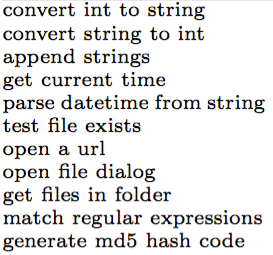 convert int to string
convert string to int
append strings
get current time
parse datetime from string
test file exists
open a url
open file dialog
get files in folder
match regular expressions
generate md5 hash code